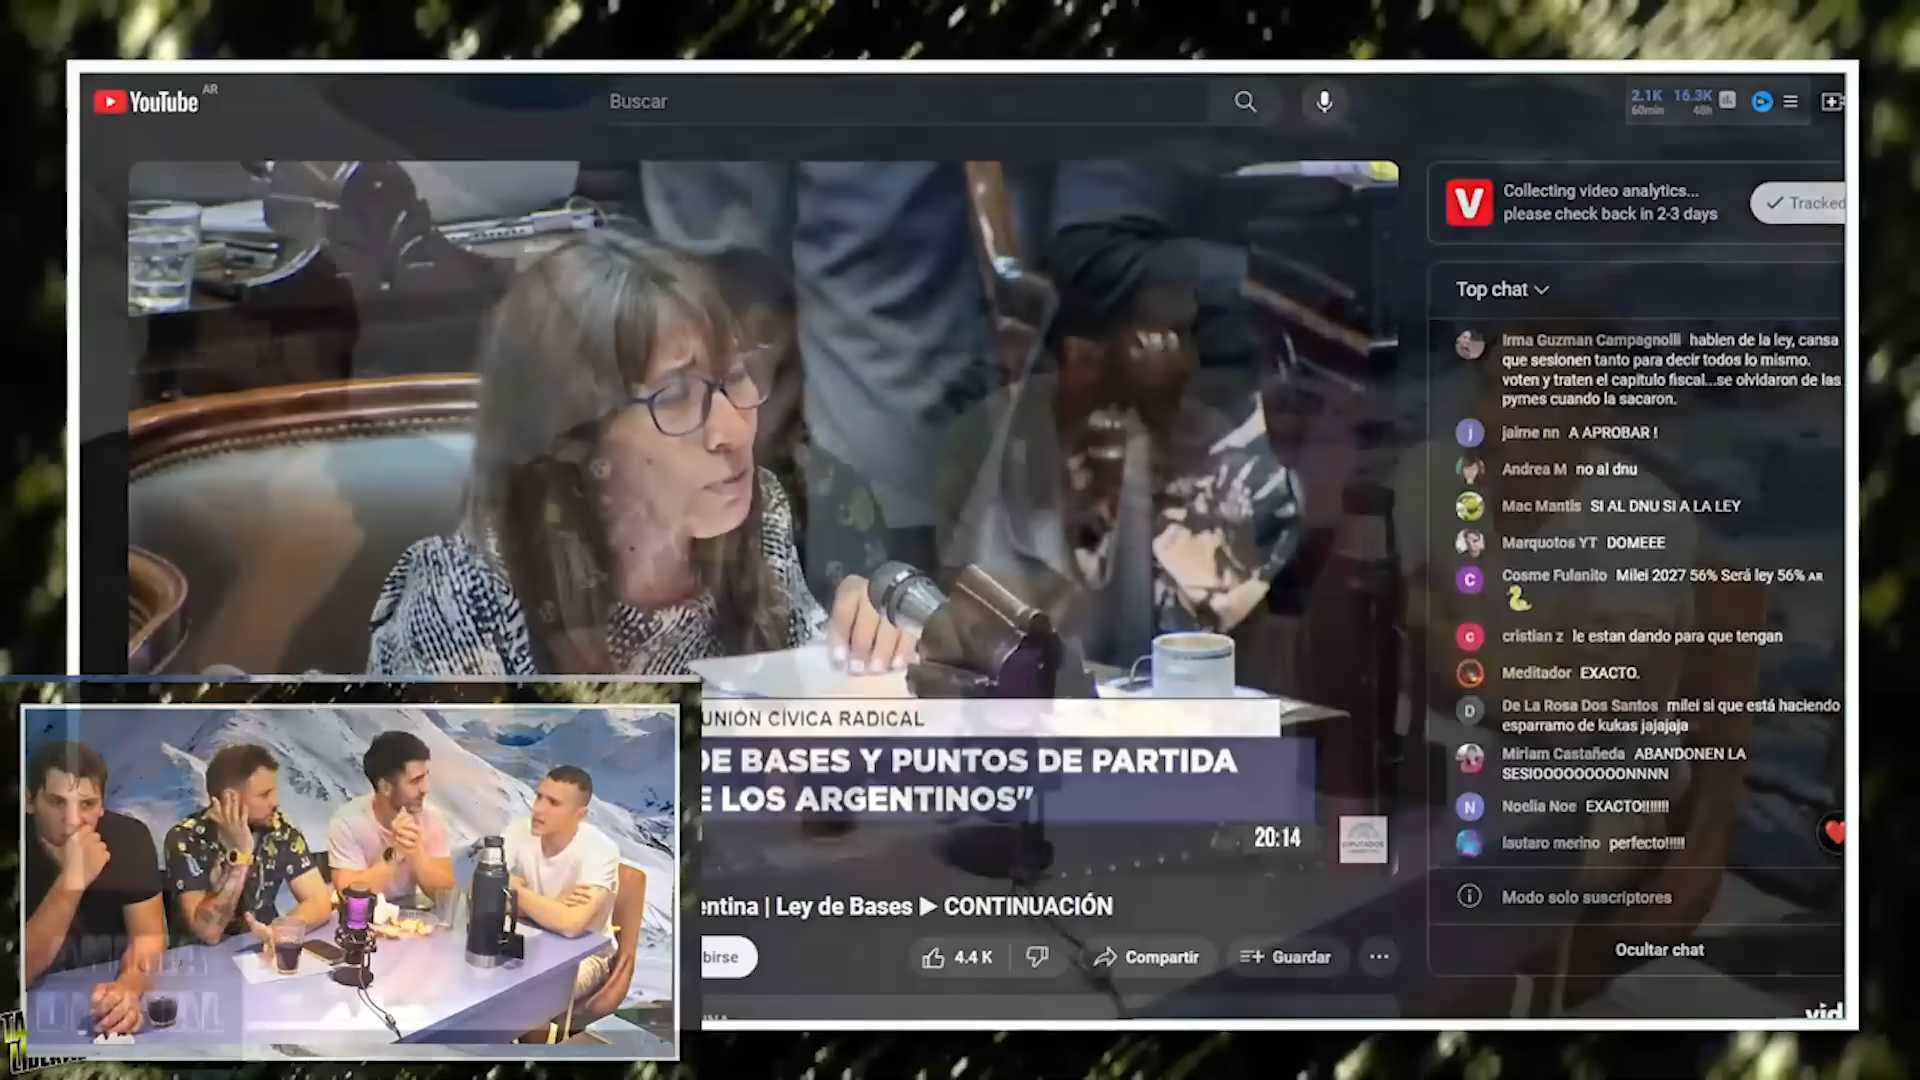 YouTube AR
Buscar
2.1K 16.3K
60min 48h
Collecting video analytics...
please check back in 2-3 days
Tracked
Top chat
Irma Guzman Campagnolli hablen de la ley, cansa
que sesionen tanto para decir todos lo mismo.
voten y traten el capitulo fiscal...se olvidaron de las
pymes cuando la sacaron.
jaime nn A APROBAR !
Andrea M no al dnu
Mac Mantis SI AL DNU SI A LA LEY
Marquotos YT DOMEEE
Cosme Fulanito Milei 2027 56% Será ley 56% AR
cristian z le estan dando para que tengan
Meditador EXACTO.
De La Rosa Dos Santos milei si que está haciendo
esparramo de kukas jajajaja
Miriam Castañeda ABANDONEN LA
SESIOOOOOOOOONNNN
Noelia Noe EXACTO!!!!!!!
lautaro merino perfecto!!!!!
Modo solo suscriptores
Ocultar chat
vid
UNIÓN CÍVICA RADICAL
DE BASES Y PUNTOS DE PARTIDA
E LOS ARGENTINOS"
20:14
DIPUTADOS
entina | Ley de Bases ▶ CONTINUACIÓN
birse
4.4 K
Compartir
Guardar
DIGITAL